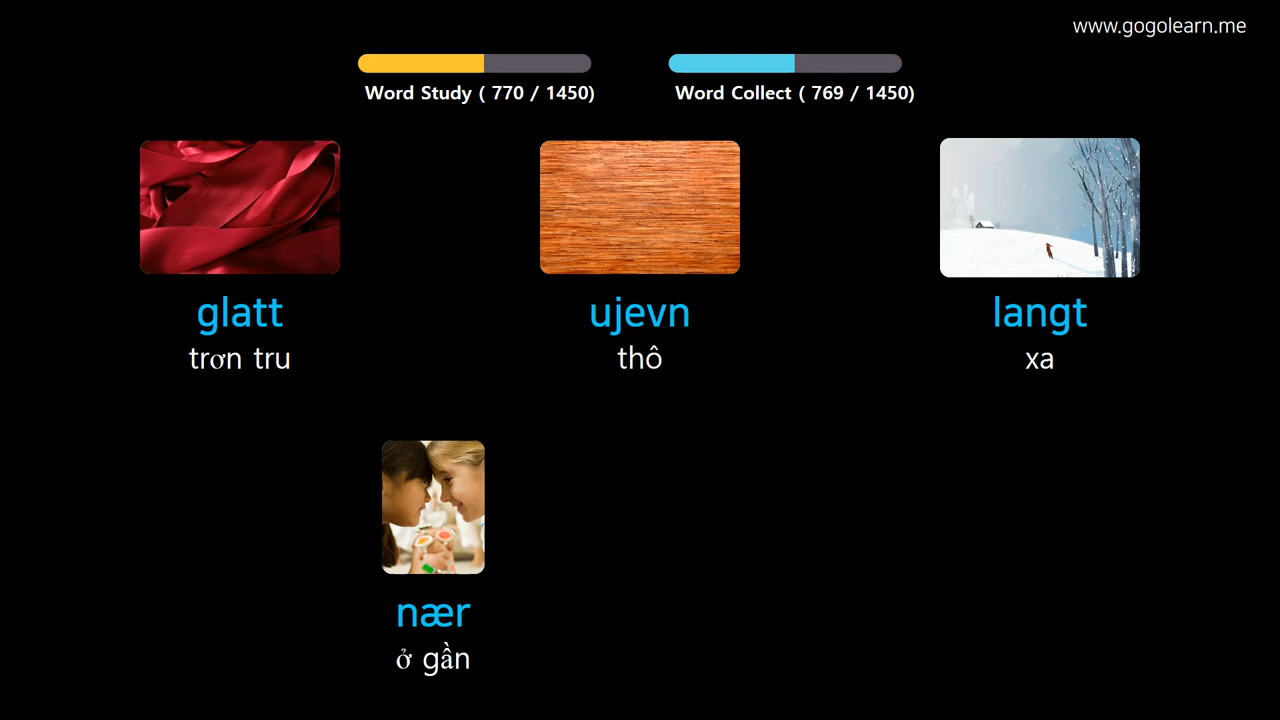 www.gogolearn.me
Word Study ( 770 / 1450)
Word Collect ( 769 / 1450)
glatt
trơn tru
ujevn
thô
langt
xa
nær
ở gần